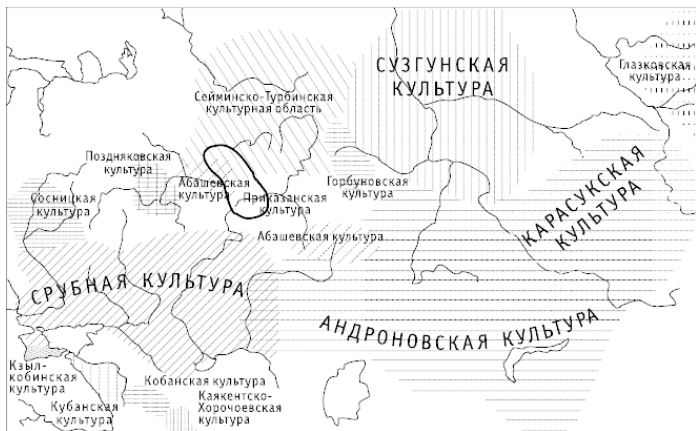 СУЗГУНСКАЯ
КУЛЬТУРА
Глазковская
культура
Сейминско-Турбинская
культурная область
Поздняковская
культура
Абашевская
культура
Приказанская
культура
Горбуновская
культура
Сосницкая
культура
КАРАСУКСКАЯ
КУЛЬТУРА
Абашевская культура
СРУБНАЯ КУЛЬТУРА
АНДРОНОВСКАЯ КУЛЬТУРА
Кзыл-
кобинская
культура
Кубанская
культура
Кобанская культура
Каякентско-
Хорочоевская
культура